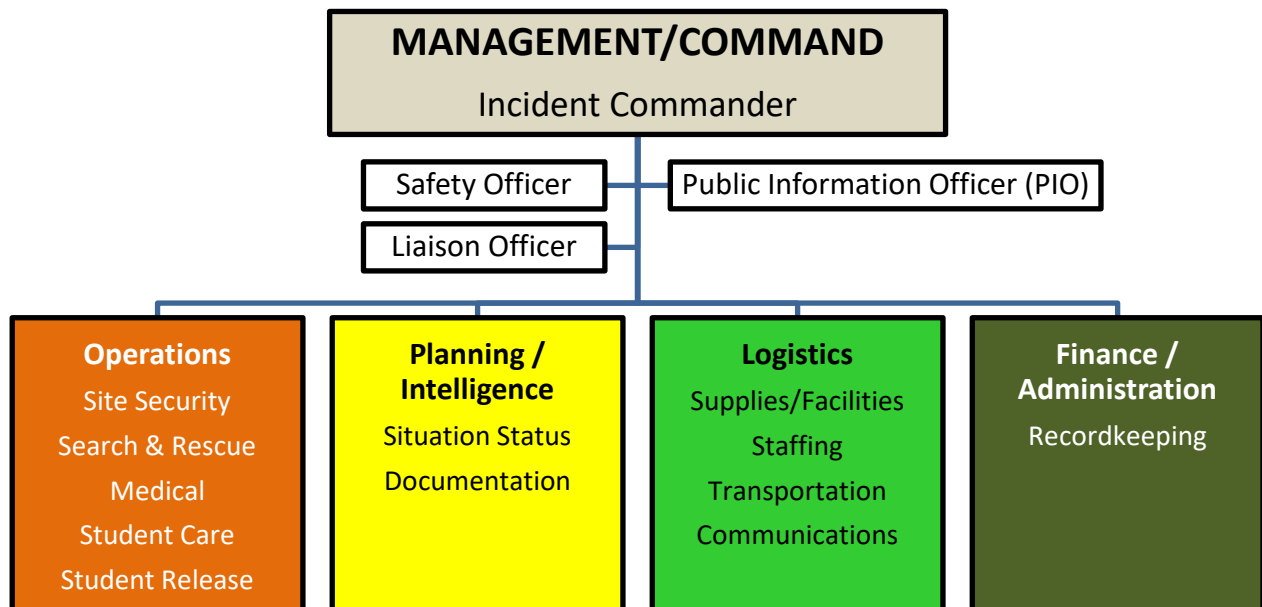 MANAGEMENT/COMMAND
Incident Commander
Safety Officer
Public Information Officer (PIO)
Liaison Officer
Operations
Site Security
Search & Rescue
Medical
Student Care
Student Release
Planning /
Intelligence
Situation Status
Documentation
Logistics
Supplies/Facilities
Staffing
Transportation
Communications
Finance /
Administration
Recordkeeping